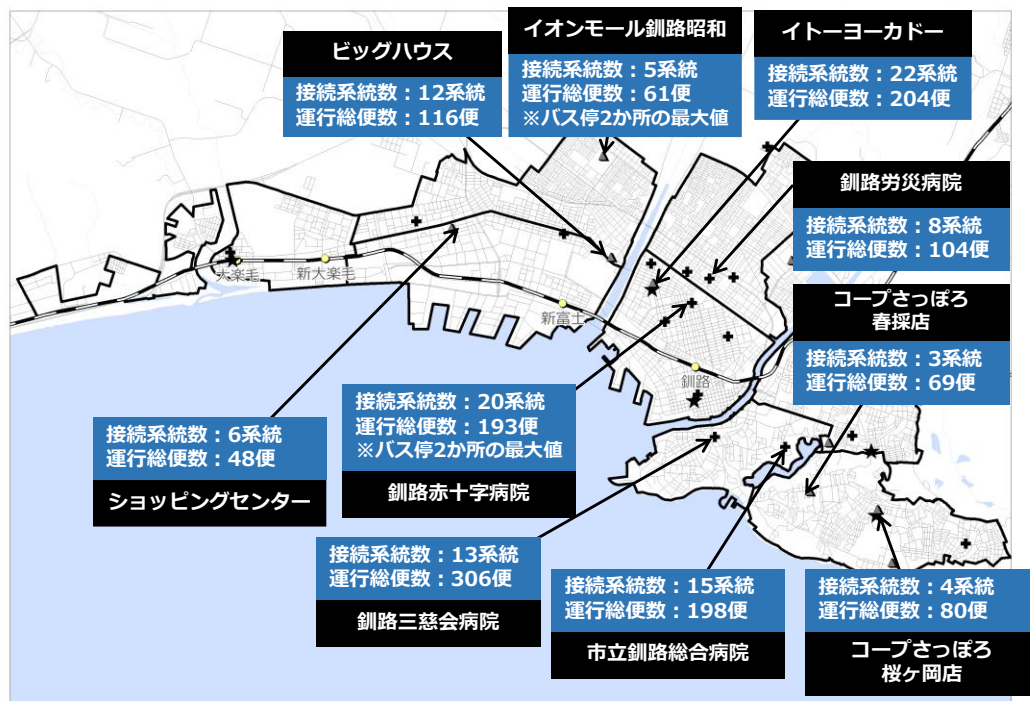 ビッグハウス
接続系統数：12系統
運行総便数：116便
イオンモール釧路昭和
接続系統数：5系統
運行総便数：61便
※バス停2か所の最大値
イトーヨーカドー
接続系統数：22系統
運行総便数：204便
釧路労災病院
接続系統数：8系統
運行総便数：104便
コープさっぽろ
春採店
接続系統数：3系統
運行総便数：69便
大楽毛
新大楽毛
新富士
釧路
接続系統数：6系統
運行総便数：48便
ショッピングセンター
接続系統数：20系統
運行総便数：193便
※バス停2か所の最大値
釧路赤十字病院
接続系統数：13系統
運行総便数：306便
釧路三慈会病院
接続系統数：15系統
運行総便数：198便
市立釧路総合病院
接続系統数：4系統
運行総便数：80便
コープさっぽろ
桜ヶ岡店